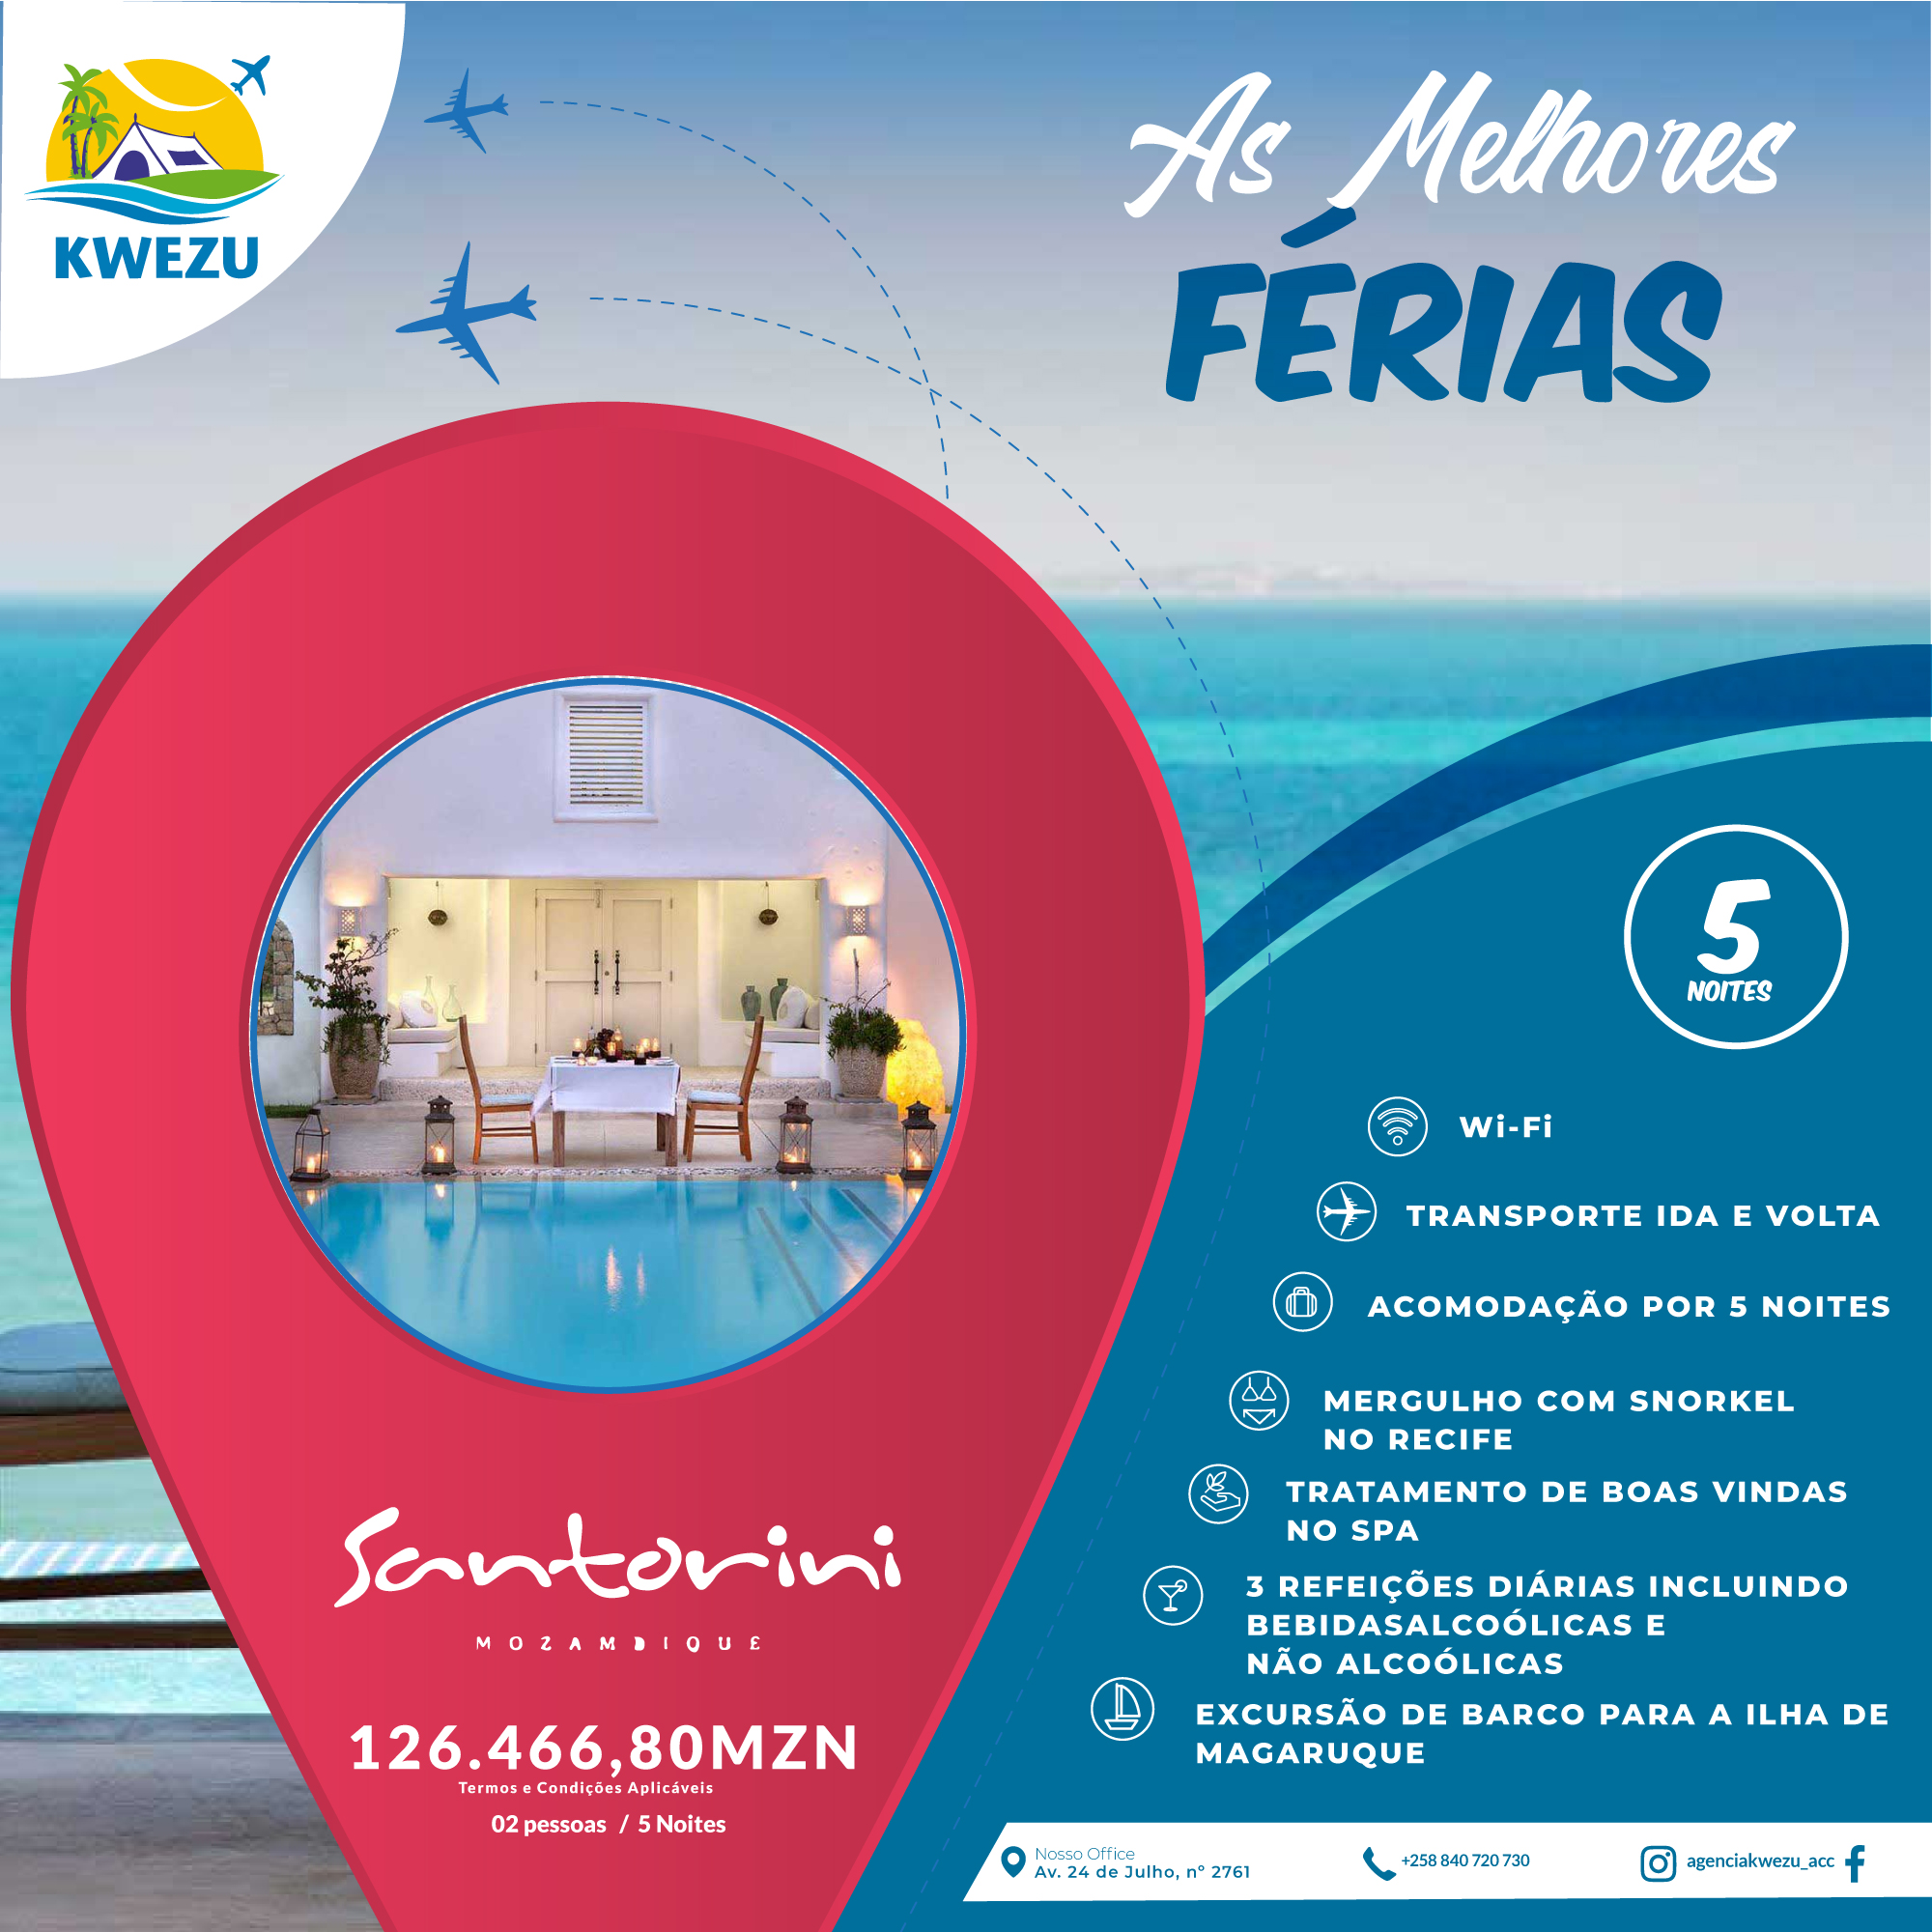 KWEZU
As Melhores
FÉRIAS
5
NOITES
Wi-Fi
TRANSPORTE IDA E VOLTA
ACOMODAÇÃO POR 5 NOITES
MERGULHO COM SNORKEL
NO RECIFE
TRATAMENTO DE BOAS VINDAS
NO SPA
3 REFEIÇÕES DIÁRIAS INCLUINDO
BEBIDASALCOÓLICAS E
NÃO ALCOÓLICAS
EXCURSÃO DE BARCO PARA A ILHA DE
MAGARUQUE
Santorini
MOZAMBIQUE
126.466,80MZN
Termos e Condições Aplicáveis
02 pessoas / 5 Noites
Nosso Office
Av. 24 de Julho, nº 2761
+258 840 720 730
agenciakwezu_acc